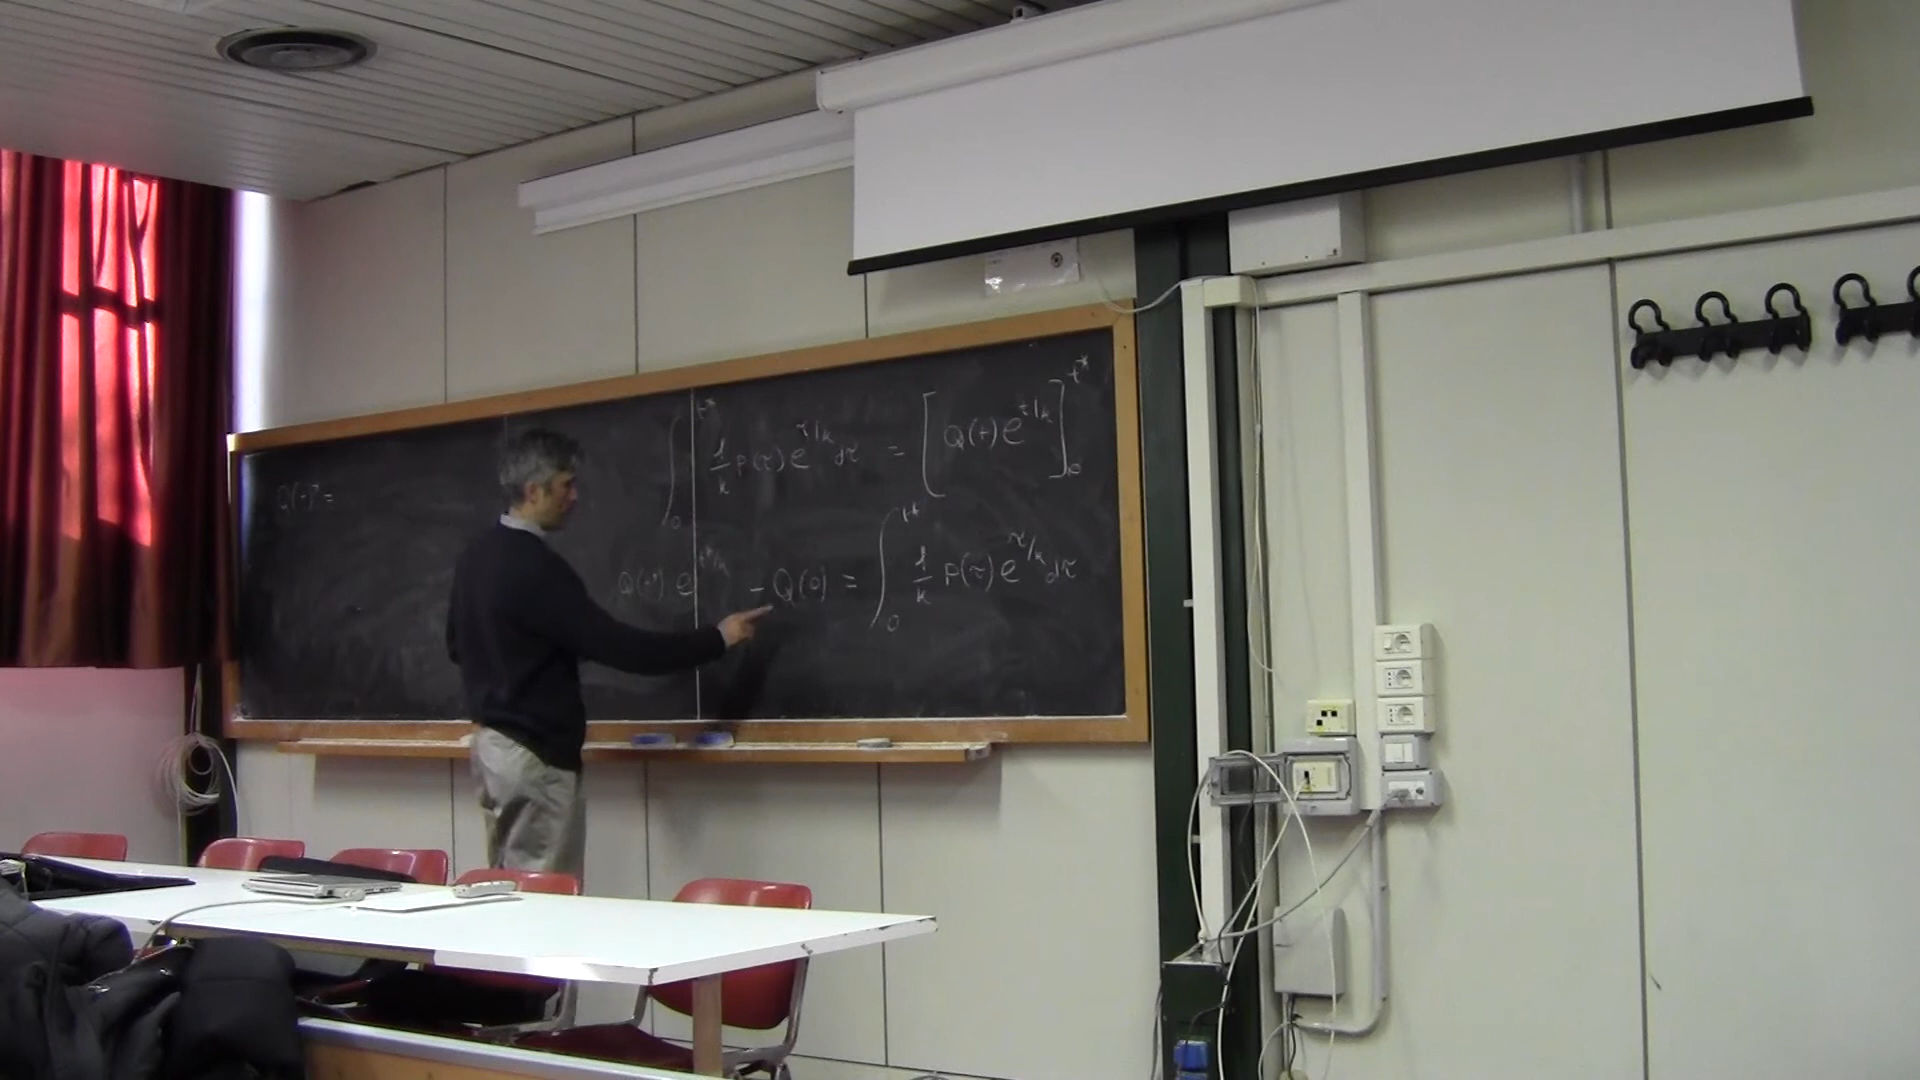 Q(t*) =
∫₀^{t*} 1/k P(τ) e^{τ/k} dτ = [Q(t) e^{t/k}]₀^{t*}
Q(t*) e^{t*/k} - Q(0) = ∫₀^{t*} 1/k P(τ) e^{τ/k} dτ